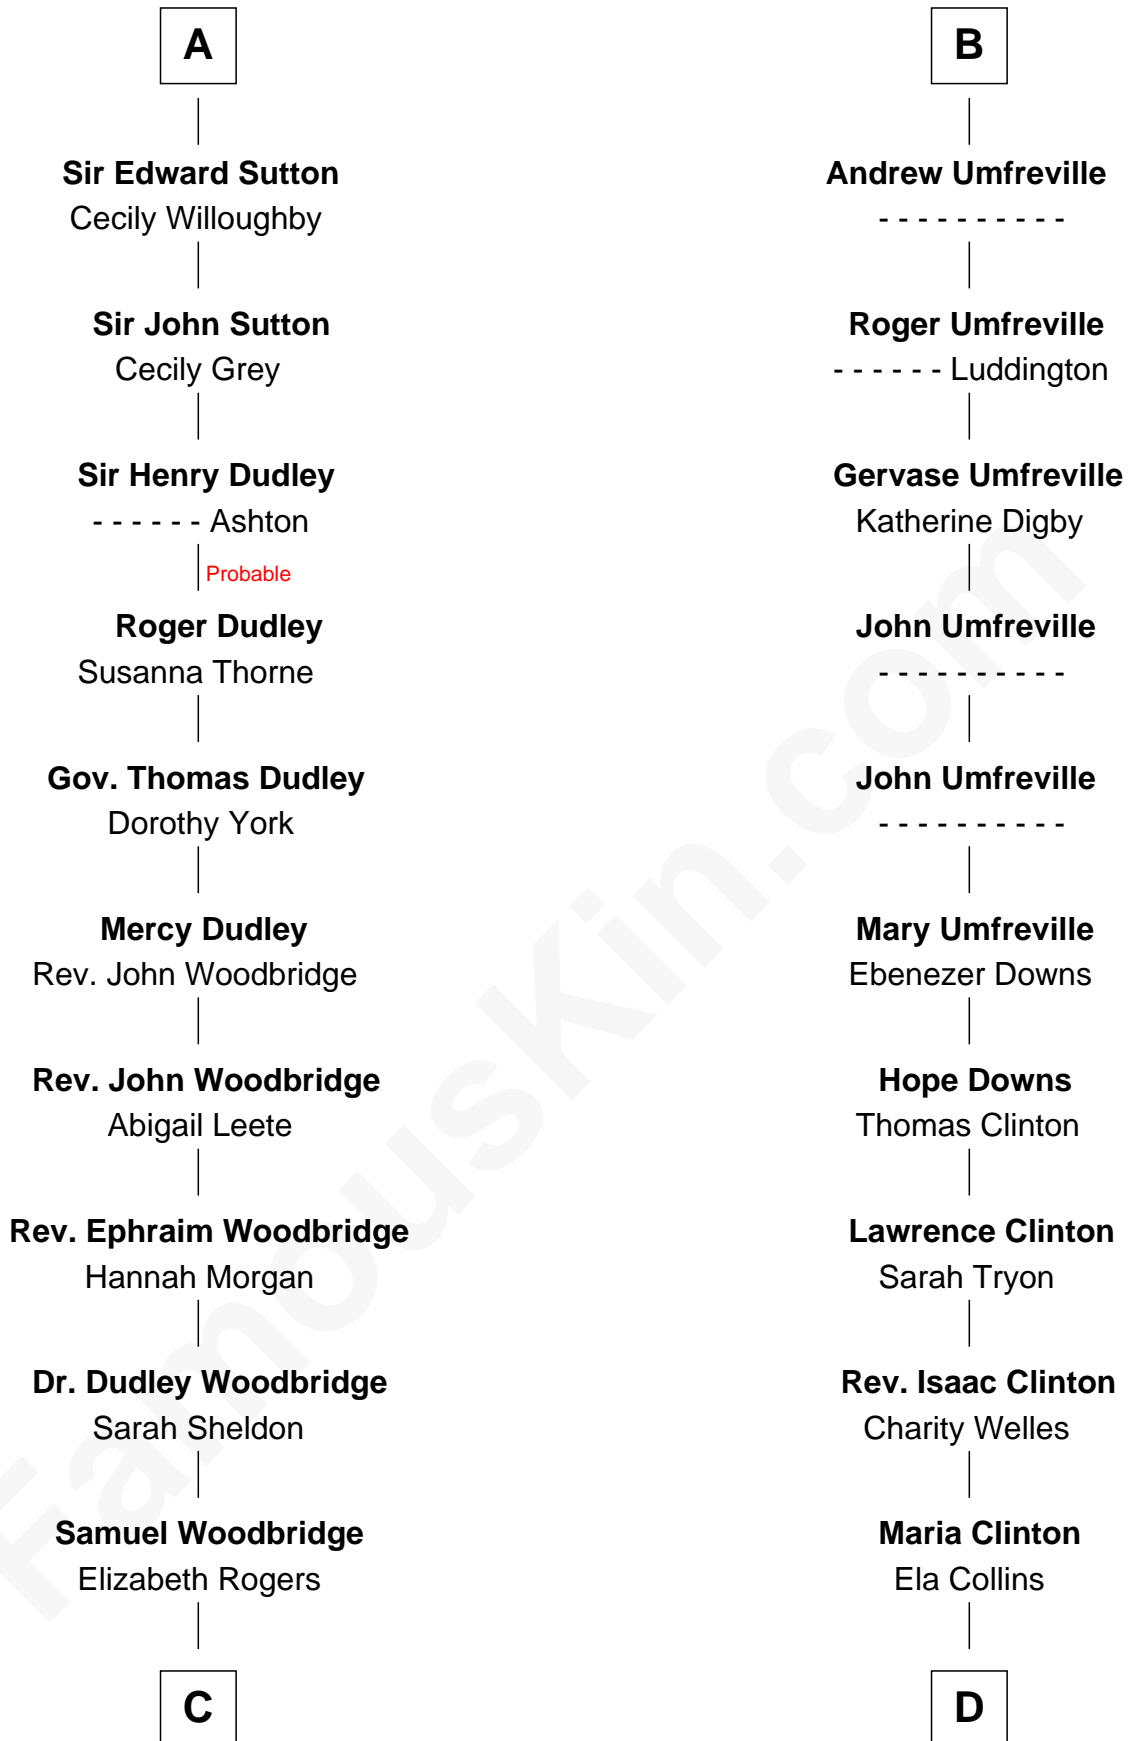 A
Sir Edward Sutton
Cecily Willoughby
Sir John Sutton
Cecily Grey
Sir Henry Dudley
- - - - - - Ashton
Probable
Roger Dudley
Susanna Thorne
Gov. Thomas Dudley
Dorothy York
Mercy Dudley
Rev. John Woodbridge
Rev. John Woodbridge
Abigail Leete
Rev. Ephraim Woodbridge
Hannah Morgan
Dr. Dudley Woodbridge
Sarah Sheldon
Samuel Woodbridge
Elizabeth Rogers
C
B
Andrew Umfreville
- - - - - - - - - -
Roger Umfreville
- - - - - - Luddington
Gervase Umfreville
Katherine Digby
John Umfreville
- - - - - - - - - -
John Umfreville
- - - - - - - - - -
Mary Umfreville
Ebenezer Downs
Hope Downs
Thomas Clinton
Lawrence Clinton
Sarah Tryon
Rev. Isaac Clinton
Charity Welles
Maria Clinton
Ela Collins
D
FamousKin.com